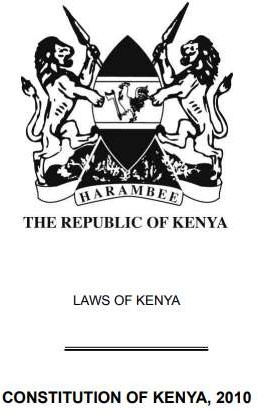 HARAMBEE
THE REPUBLIC OF KENYA
LAWS OF KENYA
CONSTITUTION OF KENYA, 2010